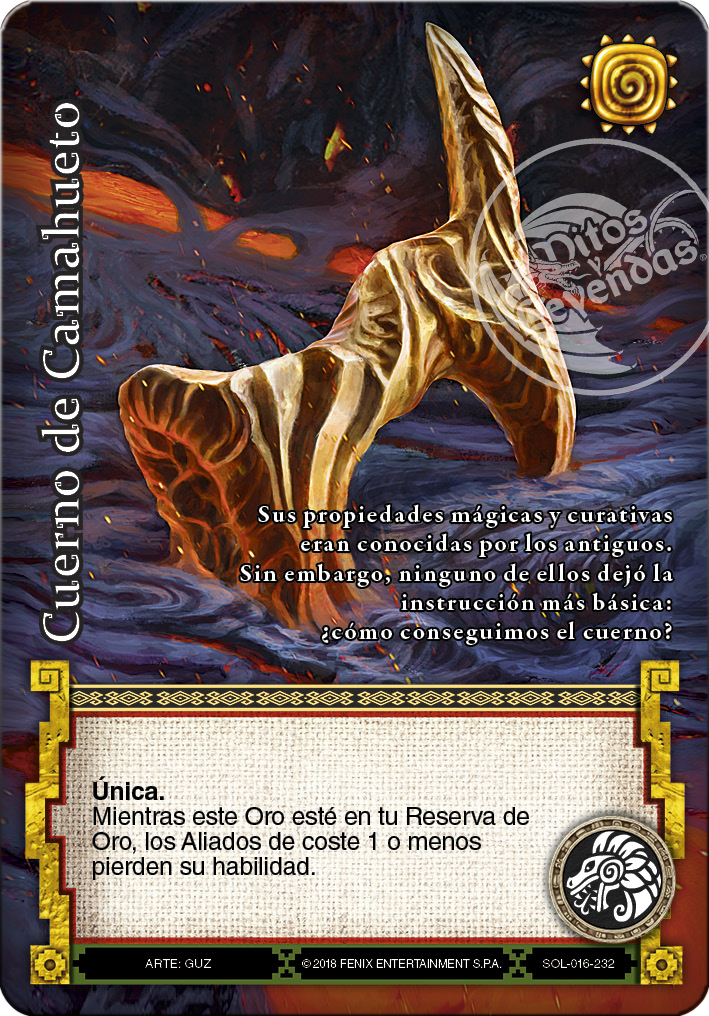 Cuerno de Camahueto
Mitos
y
Leyendas®
Sus propiedades mágicas y curativas
eran conocidas por los antiguos.
Sin embargo, ninguno de ellos dejó la
instrucción más básica:
¿cómo conseguimos el cuerno?
Única.
Mientras este Oro esté en tu Reserva de
Oro, los Aliados de coste 1 o menos
pierden su habilidad.
ARTE: GUZ
©2018 FENIX ENTERTAINMENT S.P.A.
SOL-016-232